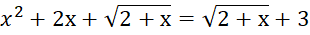 x² + 2x + √(2 + x) = √(2 + x) + 3